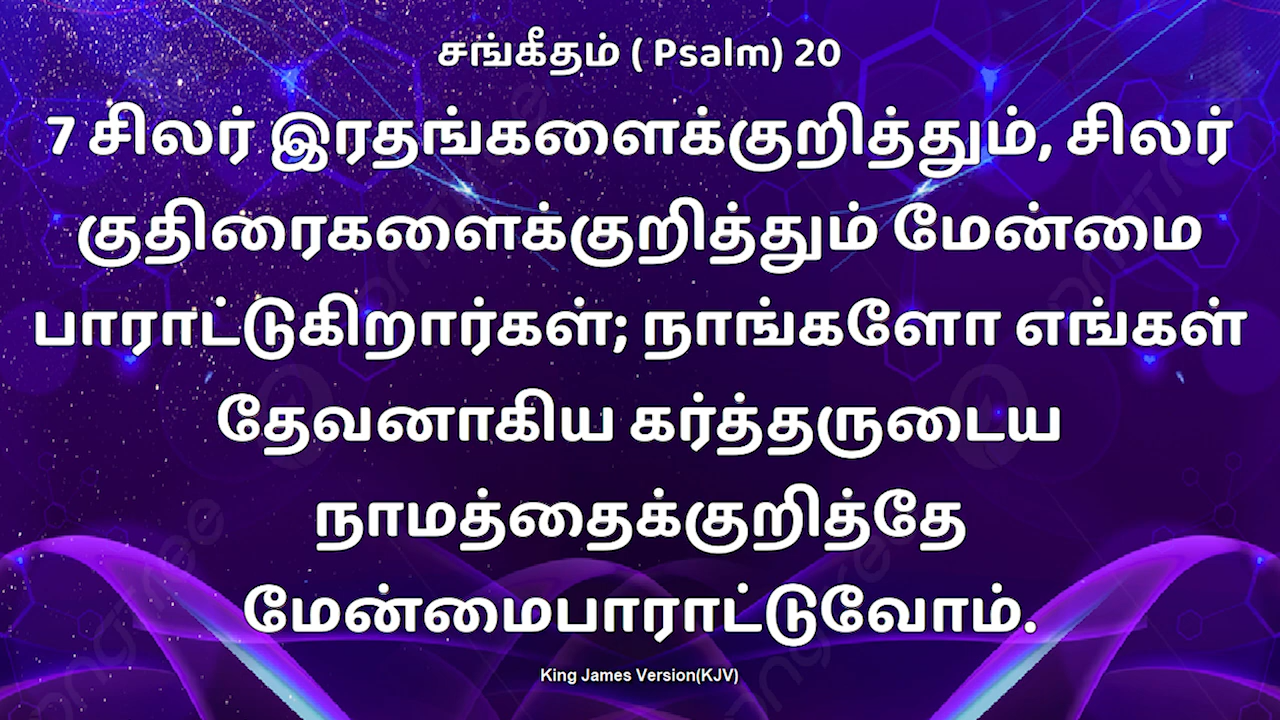 சங்கீதம் ( Psalm) 20
7 சிலர் இரதங்களைக்குறித்தும், சிலர்
குதிரைகளைக்குறித்தும் மேன்மை
பாராட்டுகிறார்கள்; நாங்களோ எங்கள்
தேவனாகிய கர்த்தருடைய
நாமத்தைக்குறித்தே
மேன்மைபாராட்டுவோம்.
King James Version(KJV)